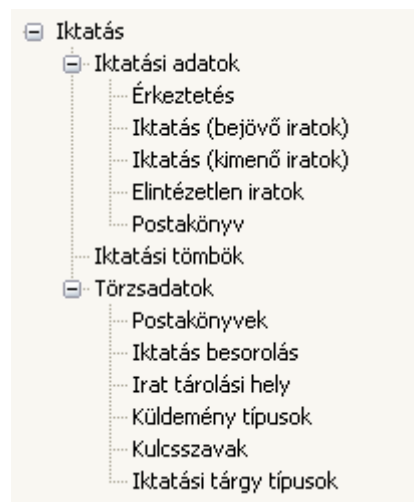 Iktatás
Iktatási adatok
Érkeztetés
Iktatás (bejövő iratok)
Iktatás (kimenő iratok)
Elintézetlen iratok
Postakönyv
Iktatási tömbök
Törzsadatok
Postakönyvek
Iktatás besorolás
Irat tárolási hely
Küldemény típusok
Kulcsszavak
Iktatási tárgy típusok